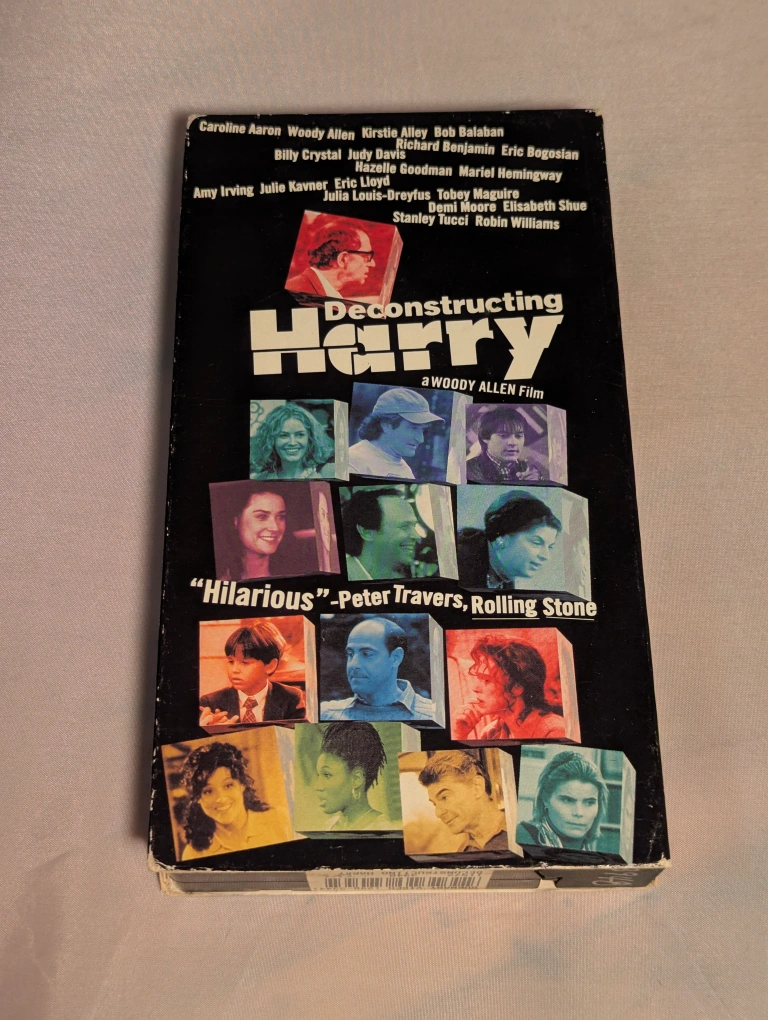 Caroline Aaron Woody Allen Kirstie Alley Bob Balaban
Richard Benjamin Eric Bogosian
Billy Crystal Judy Davis
Hazelle Goodman Mariel Hemingway
Amy Irving Julie Kavner Eric Lloyd
Julia Louis-Dreyfus Tobey Maguire
Demi Moore Elisabeth Shue
Stanley Tucci Robin Williams
Deconstructing
Harry
a WOODY ALLEN Film
“Hilarious”-Peter Travers, Rolling Stone